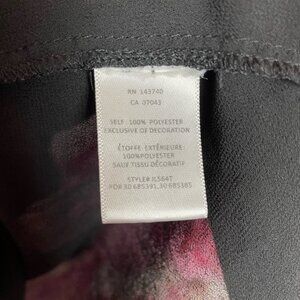 RN 143740
CA 07043
SELF: 100% POLYESTER
EXCLUSIVE OF DECORATION
ÉTOFFE EXTÉRIEURE:
100%POLYESTER
SAUF TISSU DÉCORATIF
STYLE# JLS64T
FOR 30 685391,30 685385